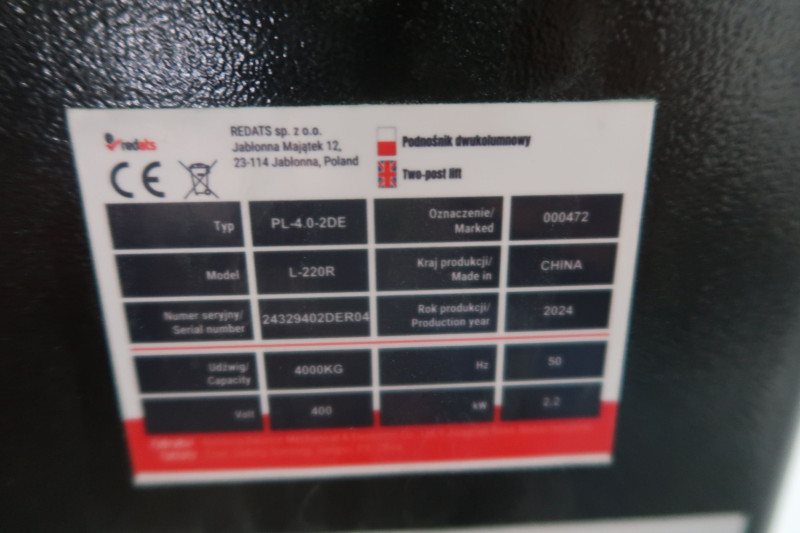 redats
REDATS sp. z o.o.
Jabłonna Majątek 12,
23-114 Jabłonna, Poland
CE
Podnośnik dwukolumnowy
Two-post lift
Typ PL-4.0-2DE
Oznaczenie/
Marked
000472
Model L-220R
Kraj produkcji/
Made in
CHINA
Numer seryjny/
Serial number
24329402DER04
Rok produkcji/
Production year
2024
Udźwig/
Capacity
4000KG
Hz 50
Volt 400
kW 2.2